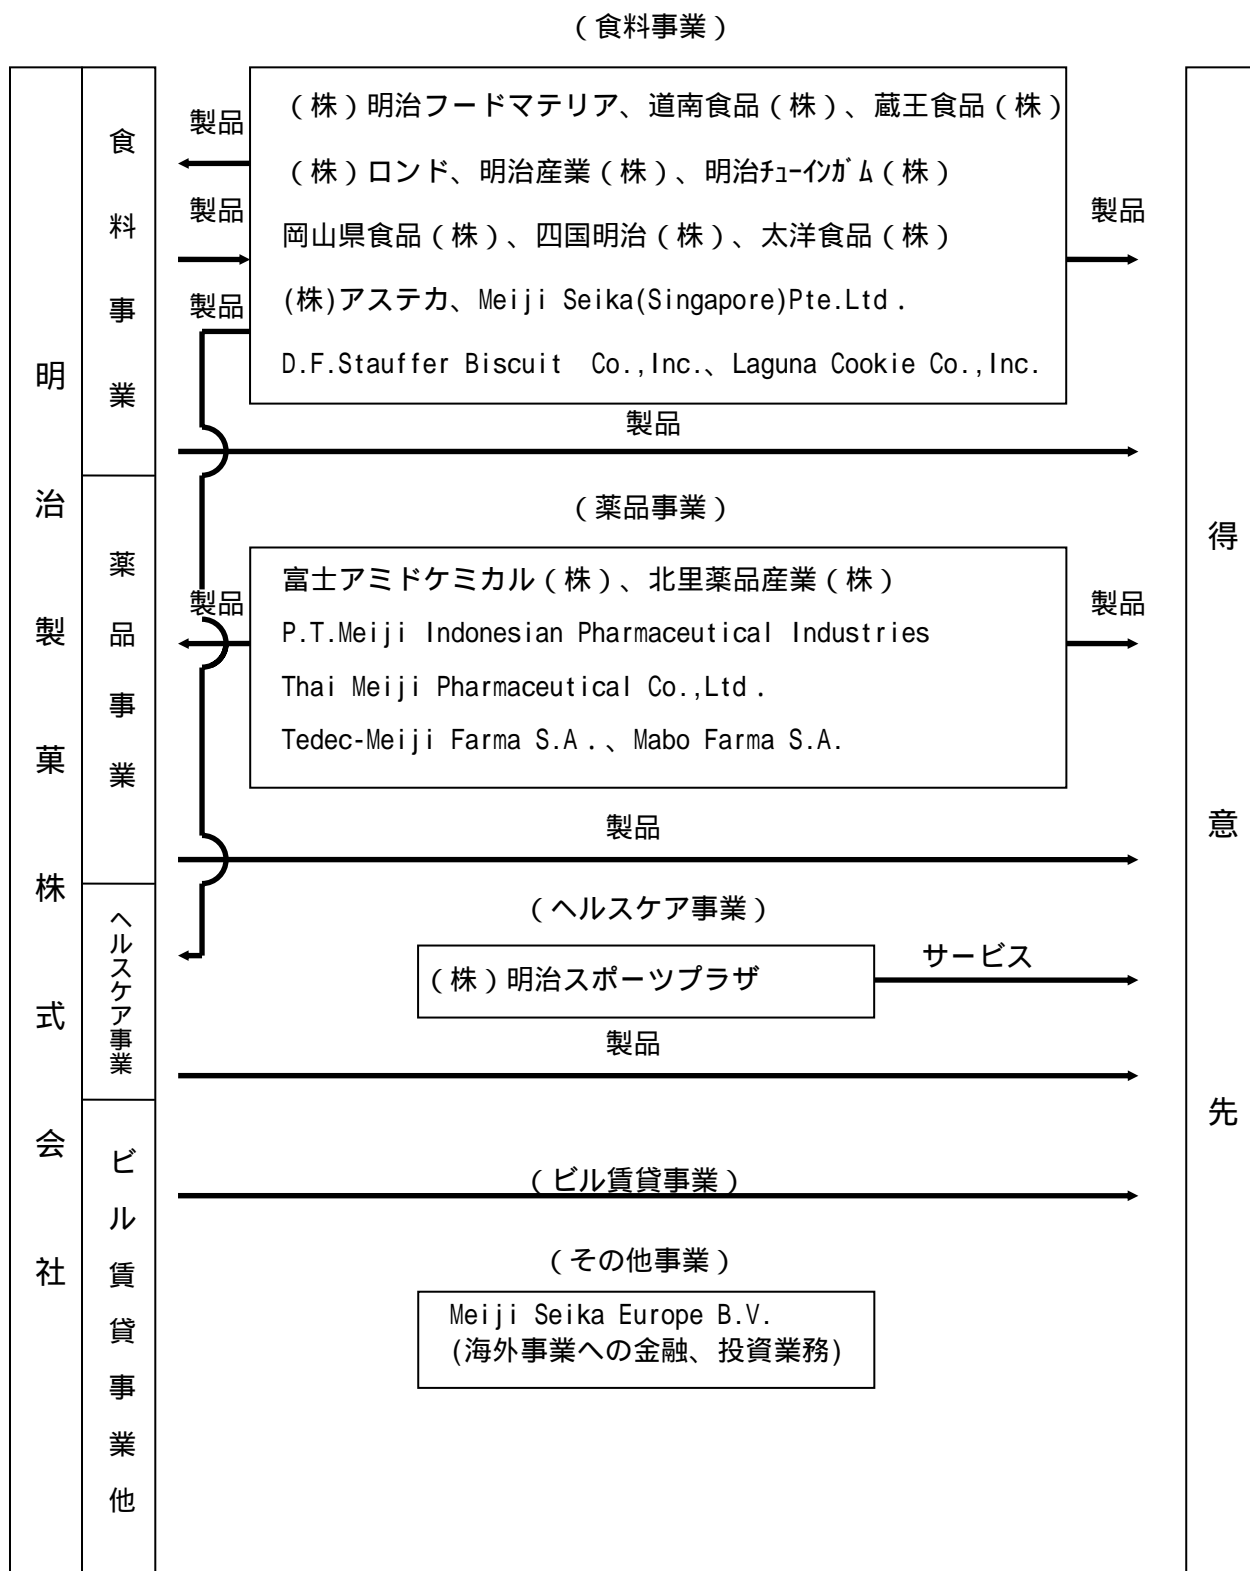 （食料事業）
明治製菓株式会社
食料事業
薬品事業
ヘルスケア事業
ビル賃貸事業他
得意先
製品
製品
製品
（株）明治フードマテリア、道南食品（株）、蔵王食品（株）
（株）ロンド、明治産業（株）、明治ﾁｭｰｲﾝｶﾞﾑ（株）
岡山県食品（株）、四国明治（株）、太洋食品（株）
(株)アステカ、Meiji Seika(Singapore)Pte.Ltd.
D.F.Stauffer Biscuit Co.,Inc.、Laguna Cookie Co.,Inc.
製品
製品
（薬品事業）
製品
富士アミドケミカル（株）、北里薬品産業（株）
P.T.Meiji Indonesian Pharmaceutical Industries
Thai Meiji Pharmaceutical Co.,Ltd.
Tedec-Meiji Farma S.A.、Mabo Farma S.A.
製品
製品
（ヘルスケア事業）
（株）明治スポーツプラザ
サービス
製品
（ビル賃貸事業）
（その他事業）
Meiji Seika Europe B.V.
(海外事業への金融、投資業務)